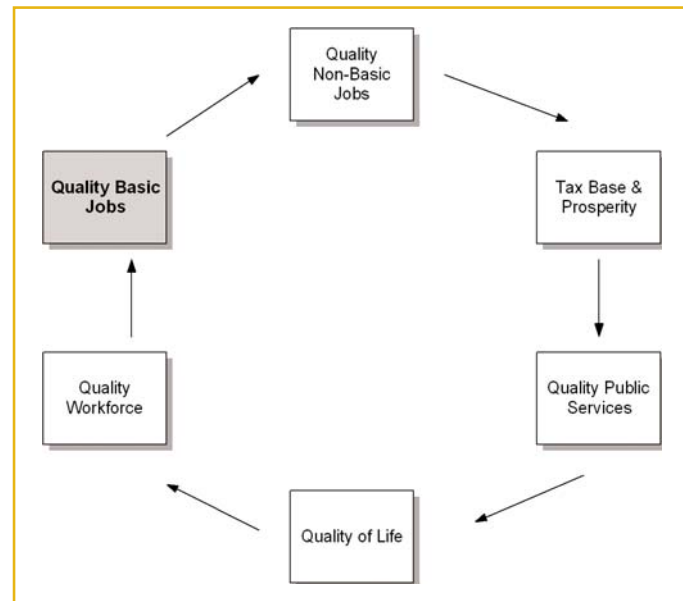 Quality
Non-Basic
Jobs
Quality Basic
Jobs
Tax Base &
Prosperity
Quality
Workforce
Quality Public
Services
Quality of Life